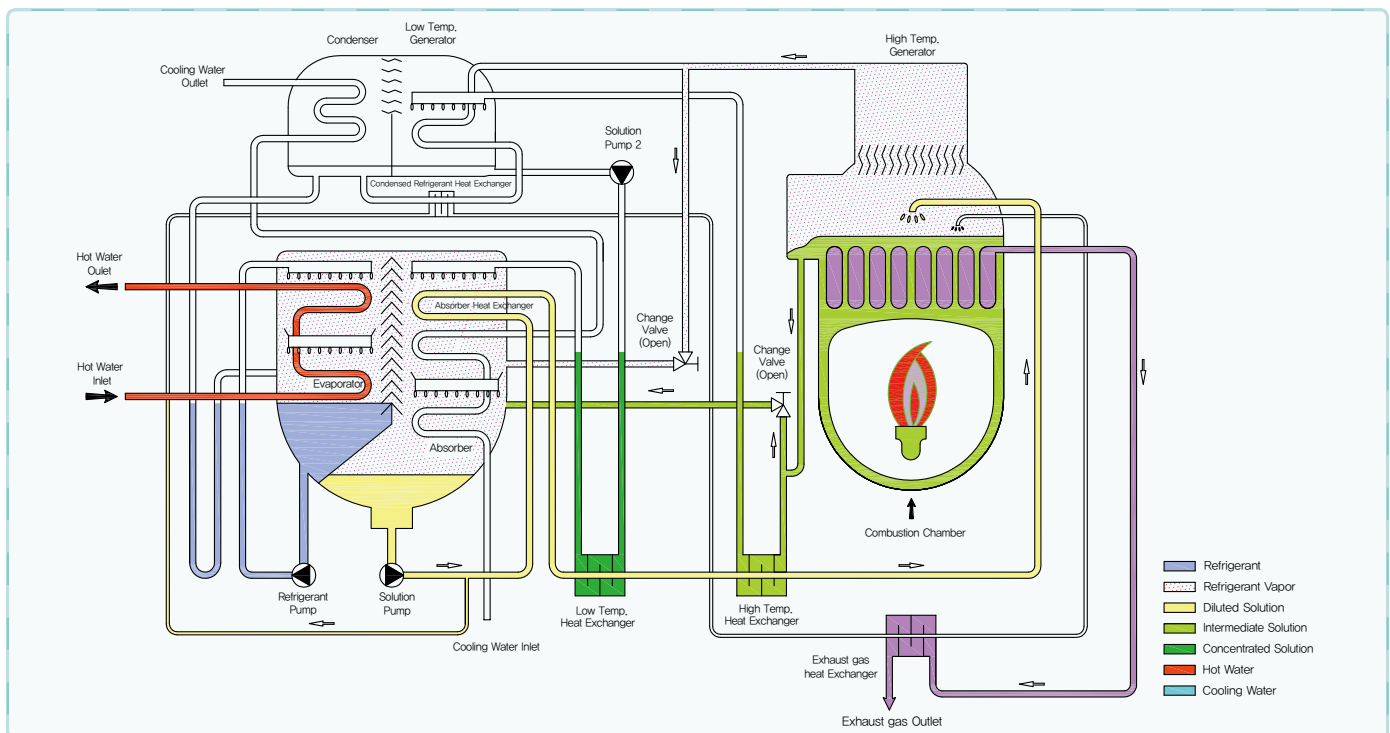 Condenser
Low Temp.
Generator
High Temp.
Generator
Cooling Water
Outlet
Solution
Pump 2
Condensed Refrigerant Heat Exchanger
Hot Water
Oulet
Absorber Heat Exchanger
Change
Valve
(Open)
Change
Valve
(Open)
Hot Water
Inlet
Evaporator
Absorber
Combustion Chamber
Refrigerant
Pump
Solution
Pump
Low Temp.
Heat Exchanger
High Temp.
Heat Exchanger
Cooling Water Inlet
Exhaust gas
heat Exchanger
Exhaust gas Outlet
Refrigerant
Refrigerant Vapor
Diluted Solution
Intermediate Solution
Concentrated Solution
Hot Water
Cooling Water